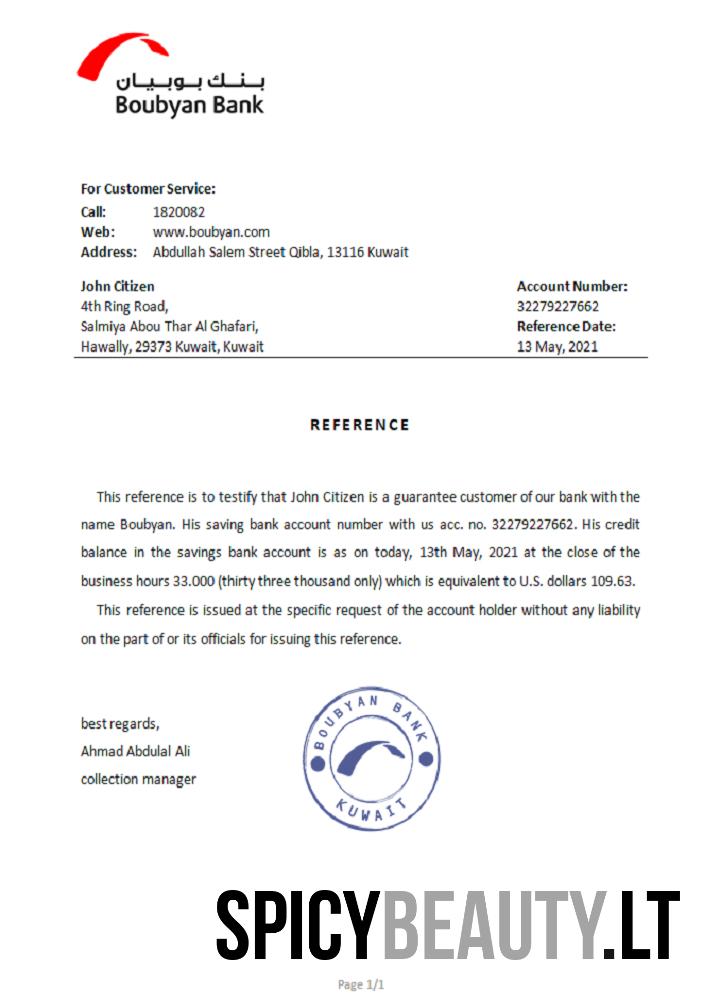 بنك بوبيان
Boubyan Bank
For Customer Service:
Call: 1820082
Web: www.boubyan.com
Address: Abdullah Salem Street Qibla, 13116 Kuwait
John Citizen
4th Ring Road,
Salmiya Abou Thar Al Ghafari,
Hawally, 29373 Kuwait, Kuwait
Account Number:
32279227662
Reference Date:
13 May, 2021
REFERENCE
This reference is to testify that John Citizen is a guarantee customer of our bank with the
name Boubyan. His saving bank account number with us acc. no. 32279227662. His credit
balance in the savings bank account is as on today, 13th May, 2021 at the close of the
business hours 33.000 (thirty three thousand only) which is equivalent to U.S. dollars 109.63.
This reference is issued at the specific request of the account holder without any liability
on the part of or its officials for issuing this reference.
best regards,
Ahmad Abdulal Ali
collection manager
BOUBYAN BANK
KUWAIT
SPICYBEAUTY.LT
Page 1/1